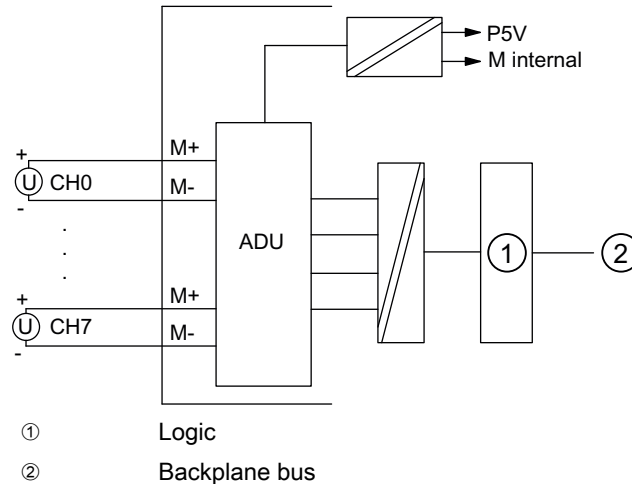 P5V
M internal
+
M+
U CH0
M-
-
ADU
.
.
.
1
2
+
M+
U CH7
M-
-
① Logic
② Backplane bus